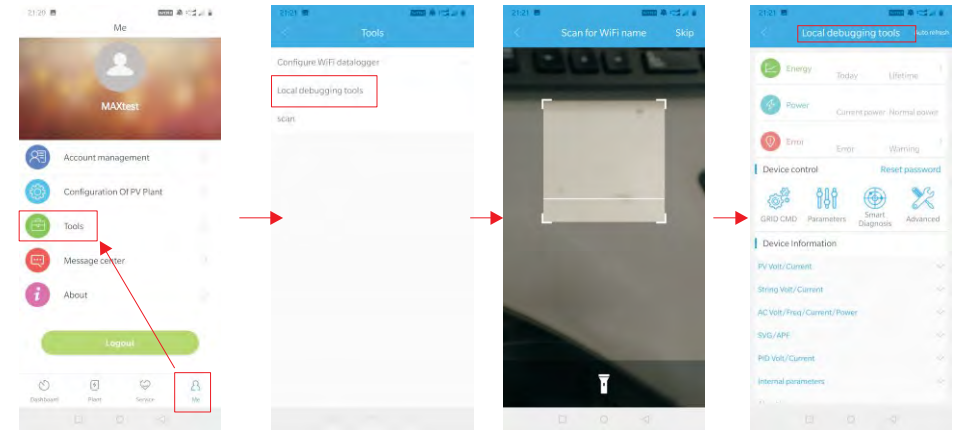 21:20
Me
MAXtest
Account management
Configuration Of PV Plant
Tools
Message center
About
Logout
Dashboard
Plant
Service
Me
21:21
Tools
Configure WiFi datalogger
Local debugging tools
scan
21:21
Scan for WiFi name
Skip
21:21
Local debugging tools
Auto refresh
Energy
Today
Lifetime
Power
Current power
Normal power
Error
Error
Warning
Device control
Reset password
GRID CMD
Parameters
Smart
Diagnosis
Advanced
Device Information
PV Volt/Current
String Volt/Current
AC Volt/Freq/Current/Power
SVG/APF
PID Volt/Current
Internal parameters